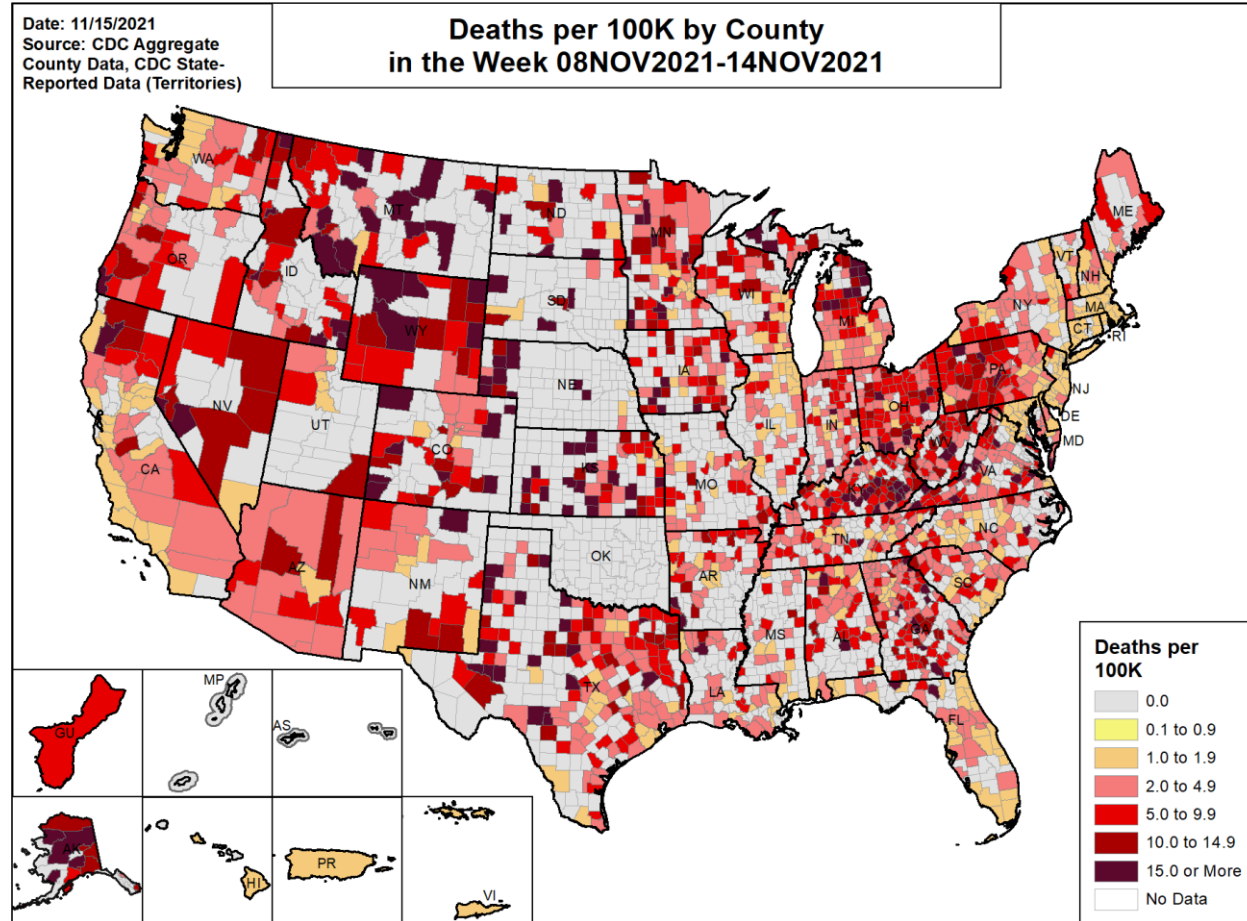 Date: 11/15/2021
Source: CDC Aggregate
County Data, CDC State-
Reported Data (Territories)
Deaths per 100K by County
in the Week 08NOV2021-14NOV2021
WA
MT
ND
MN
ME
OR
ID
SD
WI
VT
NH
NY
MA
CT
RI
WY
MI
IA
NE
PA
NJ
NV
UT
CO
IL
IN
OH
DE
MD
WV
VA
CA
KS
MO
KY
AZ
NM
OK
AR
TN
NC
SC
MS
AL
GA
TX
LA
FL
GU
MP
AS
AK
HI
PR
VI
Deaths per
100K
0.0
0.1 to 0.9
1.0 to 1.9
2.0 to 4.9
5.0 to 9.9
10.0 to 14.9
15.0 or More
No Data